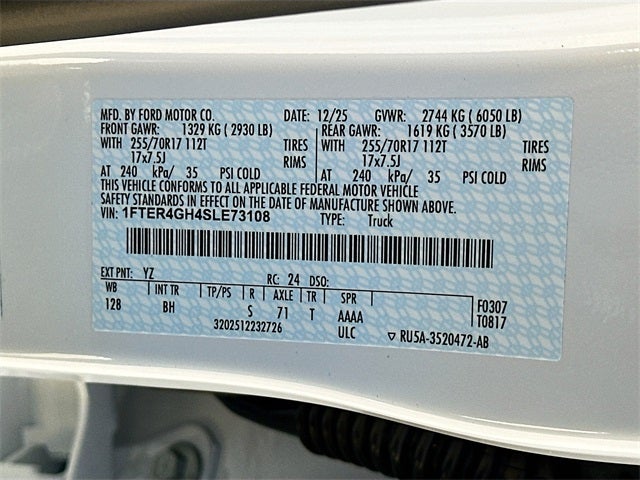 MFD. BY FORD MOTOR CO. DATE: 12/25 GVWR: 2744 KG ( 6050 LB)
FRONT GAWR: 1329 KG ( 2930 LB) REAR GAWR: 1619 KG ( 3570 LB)
WITH 255/70R17 112T TIRES WITH 255/70R17 112T TIRES
17x7.5J RIMS 17x7.5J RIMS
AT 240 kPa/ 35 PSI COLD AT 240 kPa/ 35 PSI COLD
THIS VEHICLE CONFORMS TO ALL APPLICABLE FEDERAL MOTOR VEHICLE
SAFETY STANDARDS IN EFFECT ON THE DATE OF MANUFACTURE SHOWN ABOVE.
VIN: 1FTER4GH4SLE73108 TYPE: Truck
EXT PNT: YZ RC: 24 DSO:
WB INT TR TP/PS R AXLE TR SPR F0307
128 BH S 71 T AAAA T0817
3202512232726 ULC ▽ RU5A-3520472-AB